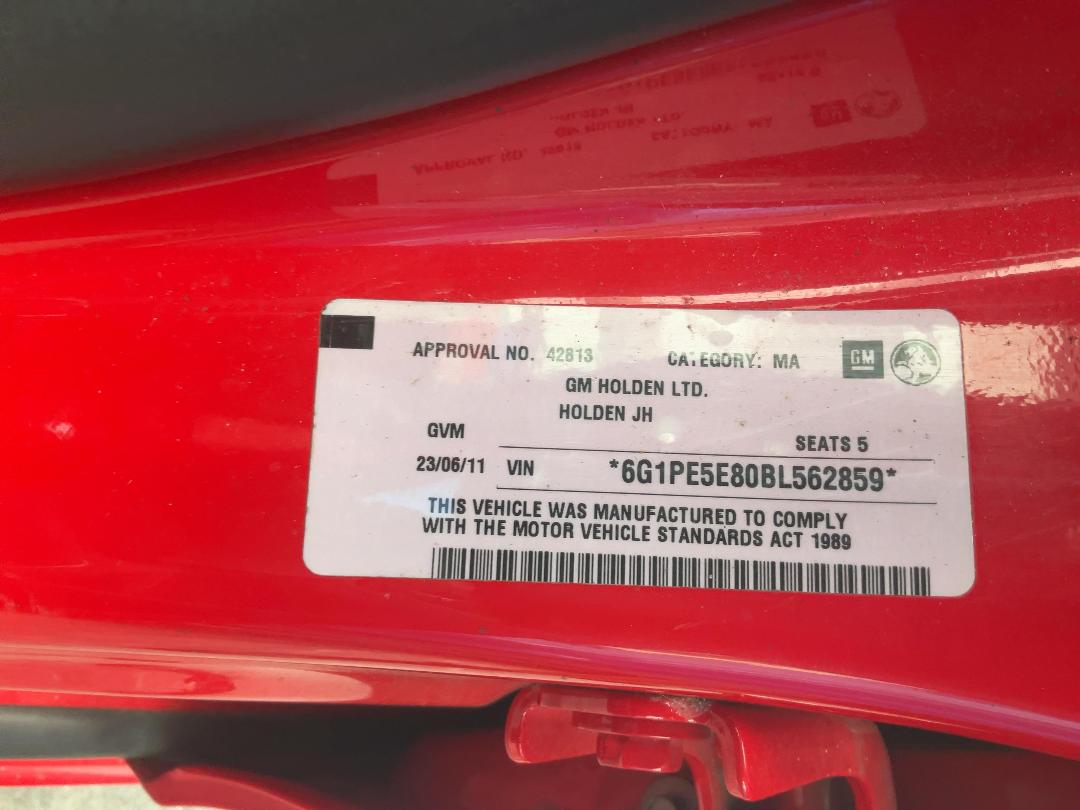 APPROVAL NO. 42813 CATEGORY: MA GM
GM HOLDEN LTD.
HOLDEN JH
GVM SEATS 5
23/06/11 VIN *6G1PE5E80BL562859*
THIS VEHICLE WAS MANUFACTURED TO COMPLY
WITH THE MOTOR VEHICLE STANDARDS ACT 1989